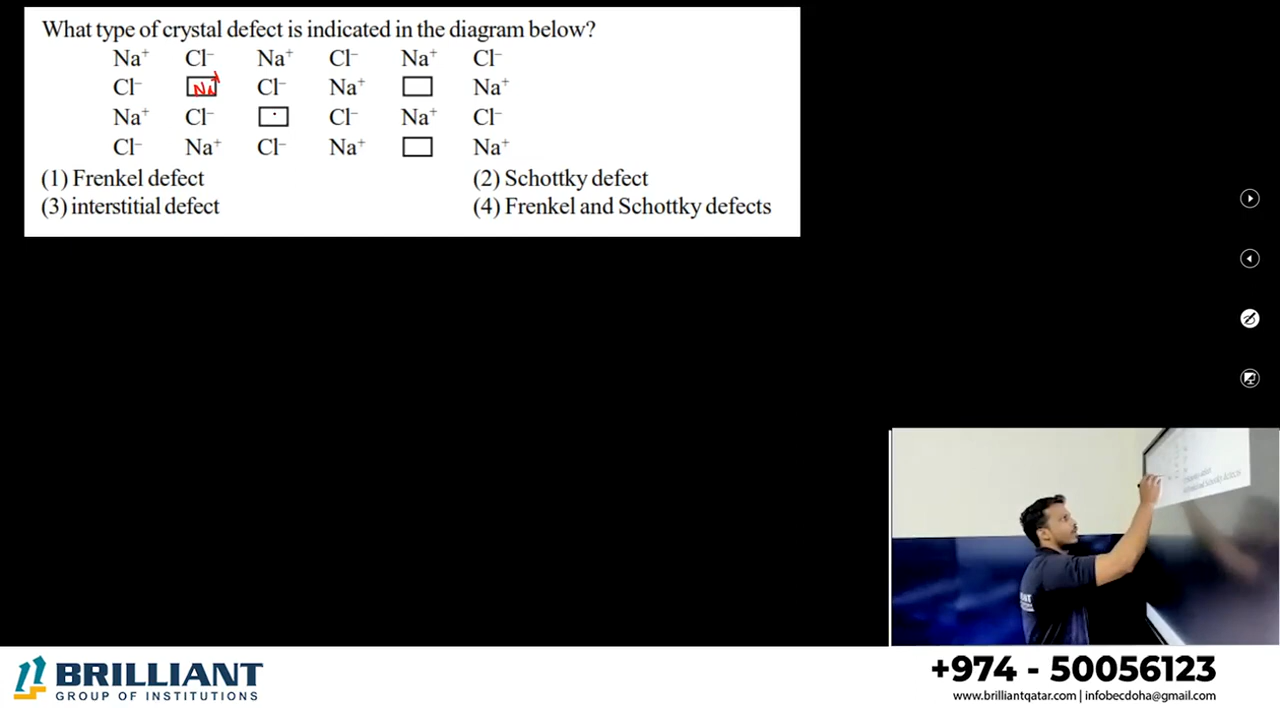 What type of crystal defect is indicated in the diagram below?
Na⁺ Cl⁻ Na⁺ Cl⁻ Na⁺ Cl⁻
Cl⁻ Na⁺ Cl⁻ Na⁺ Na⁺
Na⁺ Cl⁻ Cl⁻ Na⁺ Cl⁻
Cl⁻ Na⁺ Cl⁻ Na⁺ Na⁺
(1) Frenkel defect (2) Schottky defect
(3) interstitial defect (4) Frenkel and Schottky defects
BRILLIANT
GROUP OF INSTITUTIONS
+974 - 50056123
www.brilliantqatar.com | infobecdoha@gmail.com